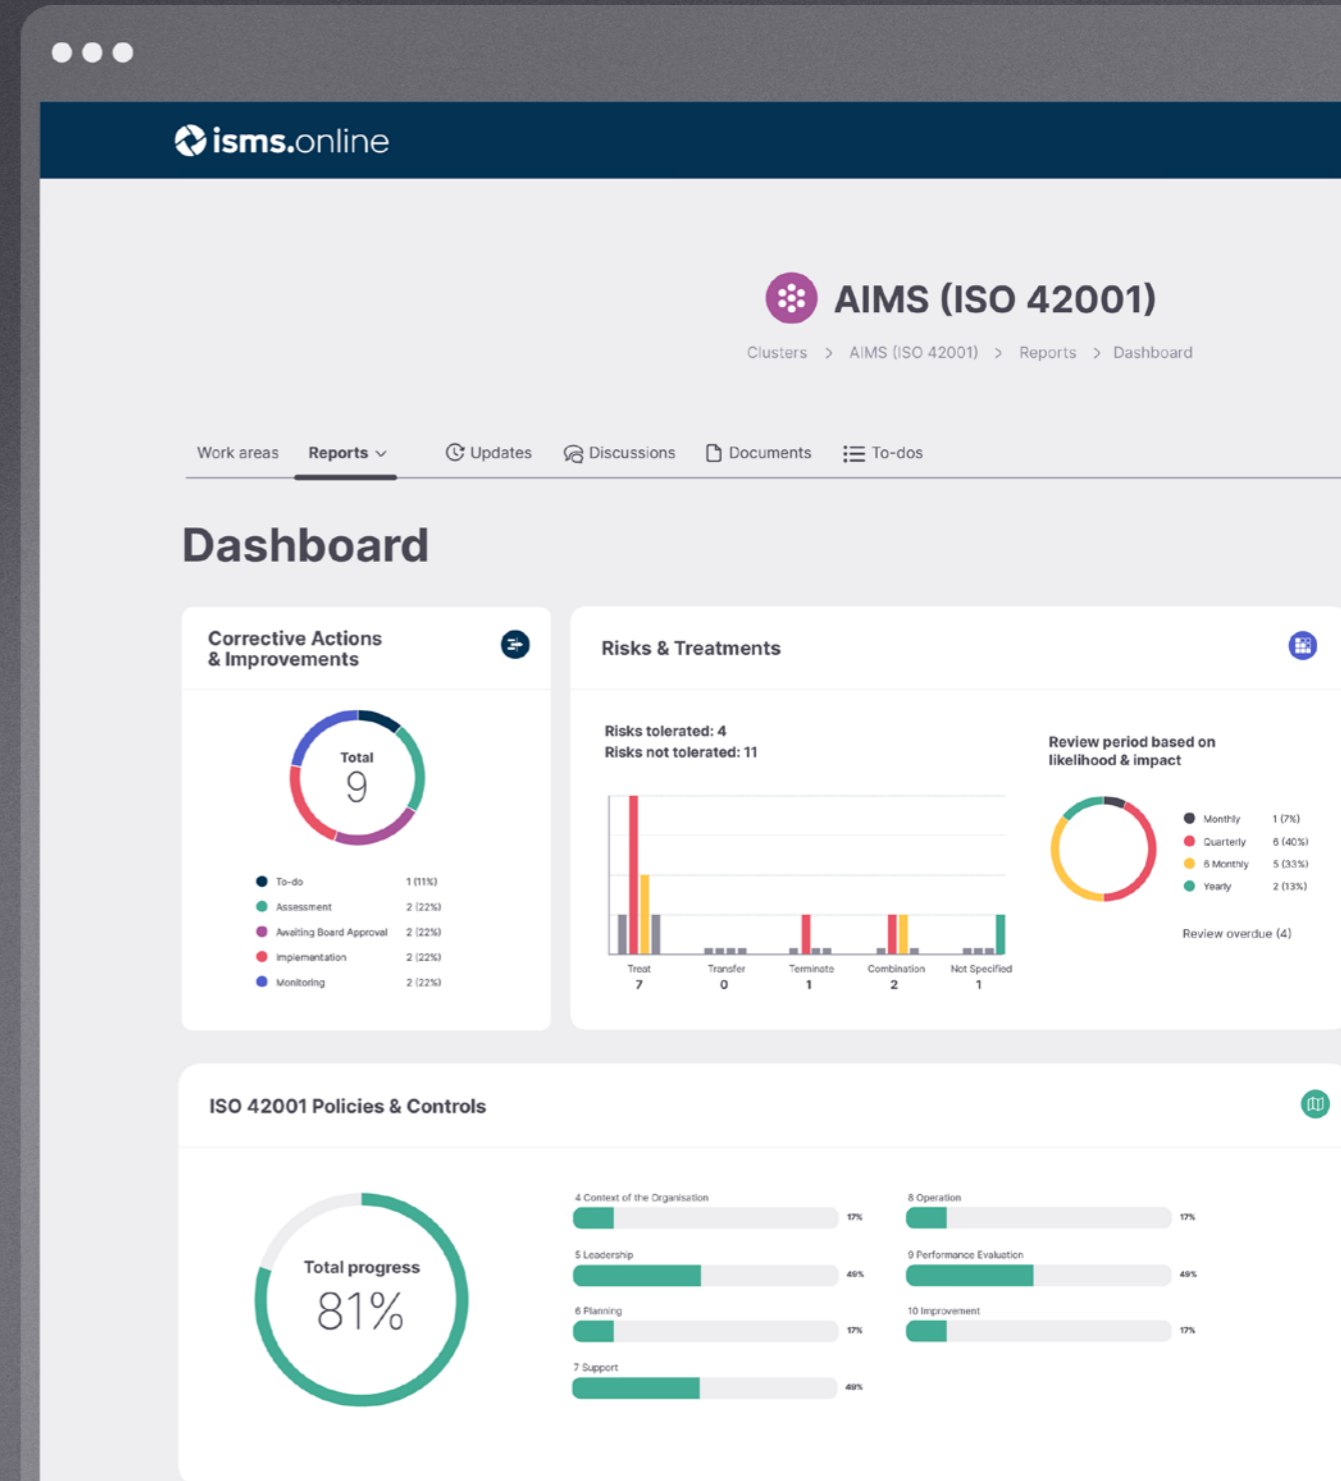 isms.online
AIMS (ISO 42001)
Clusters > AIMS (ISO 42001) > Reports > Dashboard
Work areas Reports Updates Discussions Documents To-dos
Dashboard
Corrective Actions
& Improvements
Total
9
To-do 1 (11%)
Assessment 2 (22%)
Awaiting Board Approval 2 (22%)
Implementation 2 (22%)
Monitoring 2 (22%)
Risks & Treatments
Risks tolerated: 4
Risks not tolerated: 11
Treat Transfer Terminate Combination Not Specified
7 0 1 2 1
Review period based on
likelihood & impact
Monthly 1 (7%)
Quarterly 6 (40%)
6 Monthly 5 (33%)
Yearly 2 (13%)
Review overdue (4)
ISO 42001 Policies & Controls
Total progress
81%
4 Context of the Organisation
17%
5 Leadership
49%
6 Planning
17%
7 Support
49%
8 Operation
17%
9 Performance Evaluation
49%
10 Improvement
17%